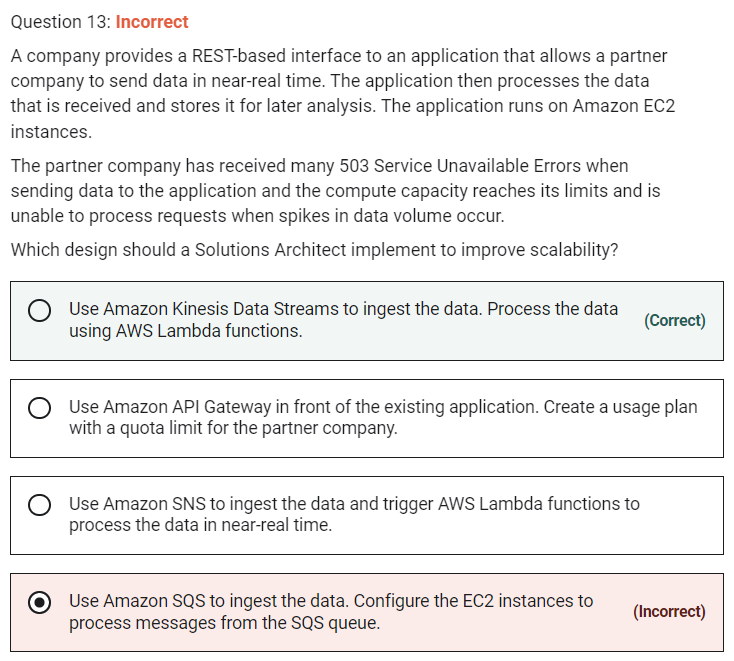 Question 13: Incorrect
A company provides a REST-based interface to an application that allows a partner
company to send data in near-real time. The application then processes the data
that is received and stores it for later analysis. The application runs on Amazon EC2
instances.
The partner company has received many 503 Service Unavailable Errors when
sending data to the application and the compute capacity reaches its limits and is
unable to process requests when spikes in data volume occur.
Which design should a Solutions Architect implement to improve scalability?
Use Amazon Kinesis Data Streams to ingest the data. Process the data
using AWS Lambda functions.
(Correct)
Use Amazon API Gateway in front of the existing application. Create a usage plan
with a quota limit for the partner company.
Use Amazon SNS to ingest the data and trigger AWS Lambda functions to
process the data in near-real time.
Use Amazon SQS to ingest the data. Configure the EC2 instances to
process messages from the SQS queue.
(Incorrect)